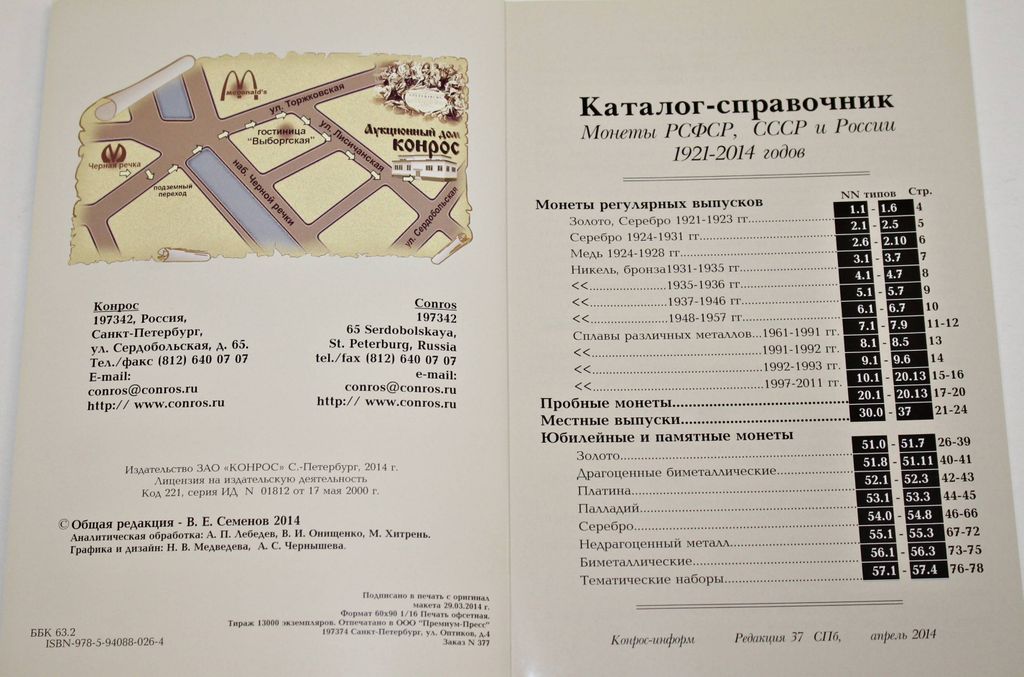 McDonald's
ул. Торжковская
ул. Лисичанская
гостиница
"Выборгская"
Аукционный дом
КОНРОС
Черная речка
подземный
переход
наб. Черной речки
ул. Сердобольская
Конрос
197342, Россия,
Санкт-Петербург,
ул. Сердобольская, д. 65.
Тел./факс (812) 640 07 07
E-mail:
conros@conros.ru
http:// www.conros.ru
Conros
197342
65 Serdobolskaya,
St. Peterburg, Russia
tel./fax (812) 640 07 07
e-mail:
conros@conros.ru
http:// www.conros.ru
Издательство ЗАО «КОНРОС» С.-Петербург, 2014 г.
Лицензия на издательскую деятельность
Код 221, серия ИД N 01812 от 17 мая 2000 г.
© Общая редакция - В. Е. Семенов 2014
Аналитическая обработка: А. П. Лебедев, В. И. Онищенко, М. Хитрень.
Графика и дизайн: Н. В. Медведева, А. С. Чернышева.
Подписано в печать с оригинал
макета 29.03.2014 г.
Формат 60x90 1/16 Печать офсетная.
Тираж 13000 экземпляров. Отпечатано в ООО "Премиум-Пресс"
197374 Санкт-Петербург, ул. Оптиков, д.4
Заказ N 377
ББК 63.2
ISBN-978-5-94088-026-4
Каталог-справочник
Монеты РСФСР, СССР и России
1921-2014 годов
NN типов Стр.
Монеты регулярных выпусков 1.1 - 1.6 4
Золото, Серебро 1921-1923 гг. 2.1 - 2.5 5
Серебро 1924-1931 гг. 2.6 - 2.10 6
Медь 1924-1928 гг. 3.1 - 3.7 7
Никель, бронза1931-1935 гг. 4.1 - 4.7 8
<<......................1935-1936 гг. 5.1 - 5.7 9
<<......................1937-1946 гг. 6.1 - 6.7 10
<<......................1948-1957 гг. 7.1 - 7.9 11-12
Сплавы различных металлов...1961-1991 гг. 8.1 - 8.5 13
<<......................1991-1992 гг. 9.1 - 9.6 14
<<......................1992-1993 гг. 10.1 - 20.13 15-16
<<......................1997-2011 гг. 20.1 - 20.13 17-20
Пробные монеты...................... 30.0 - 37 21-24
Местные выпуски......................
Юбилейные и памятные монеты 51.0 - 51.7 26-39
Золото...................... 51.8 - 51.11 40-41
Драгоценные биметаллические...................... 52.1 - 52.3 42-43
Платина...................... 53.1 - 53.3 44-45
Палладий...................... 54.0 - 54.8 46-66
Серебро...................... 55.1 - 55.3 67-72
Недрагоценный металл...................... 56.1 - 56.3 73-75
Биметаллические...................... 57.1 - 57.4 76-78
Тематические наборы......................
Конрос-информ Редакция 37 СПб, апрель 2014